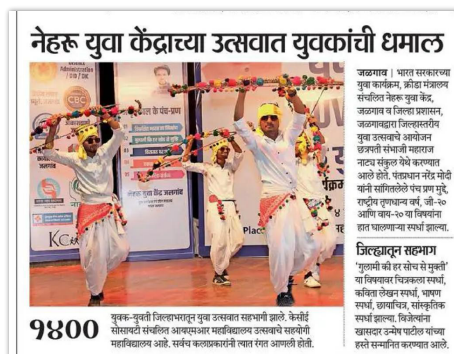 नेहरू युवा केंद्राच्या उत्सवात युवकांची धमाल
जळगाव | भारत सरकारच्या
युवा कार्यक्रम, क्रीडा मंत्रालय
संचलित नेहरू युवा केंद्र,
जळगाव व जिल्हा प्रशासन,
जळगावद्वारा जिल्हास्तरीय
युवा उत्सवाचे आयोजन
छत्रपती संभाजी महाराज
नाट्य संकुल येथे करण्यात
आले होते. पंतप्रधान नरेंद्र मोदी
यांनी सांगितलेले पंच प्रण मुद्दे,
राष्ट्रीय तृणधान्य वर्ष, जी-२०
आणि वाय-२० या विषयांना
हात घालणाऱ्या स्पर्धा झाल्या.
जिल्ह्यातून सहभाग
'गुलामी की हर सोच से मुक्ती'
या विषयावर चित्रकला स्पर्धा,
कविता लेखन स्पर्धा, भाषण
स्पर्धा, छायाचित्र, सांस्कृतिक
स्पर्धा झाल्या. विजेत्यांना
खासदार उन्मेष पाटील यांच्या
हस्ते सन्मानित करण्यात आले.
CBC
KC
Plac
१४०० युवक-युवती जिल्हाभरातून युवा उत्सवात सहभागी झाले. केसीई
सोसायटी संचलित आयएमआर महाविद्यालय उत्सवाचे सहयोगी
महाविद्यालय आहे. सर्वच कलाप्रकारांनी त्यात रंगत आणली होती.